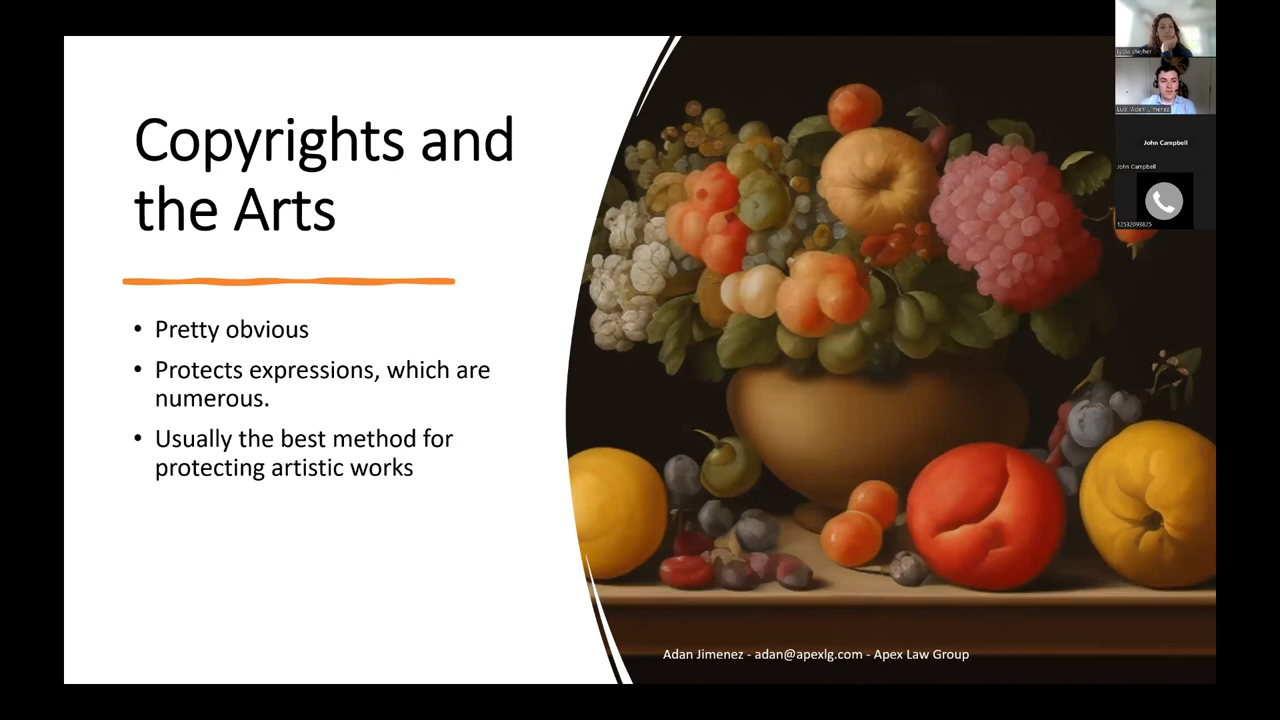 Copyrights and
the Arts
• Pretty obvious
• Protects expressions, which are
numerous.
• Usually the best method for
protecting artistic works
Adan Jimenez - adan@apexlg.com - Apex Law Group
John Campbell
John Campbell
12532093825